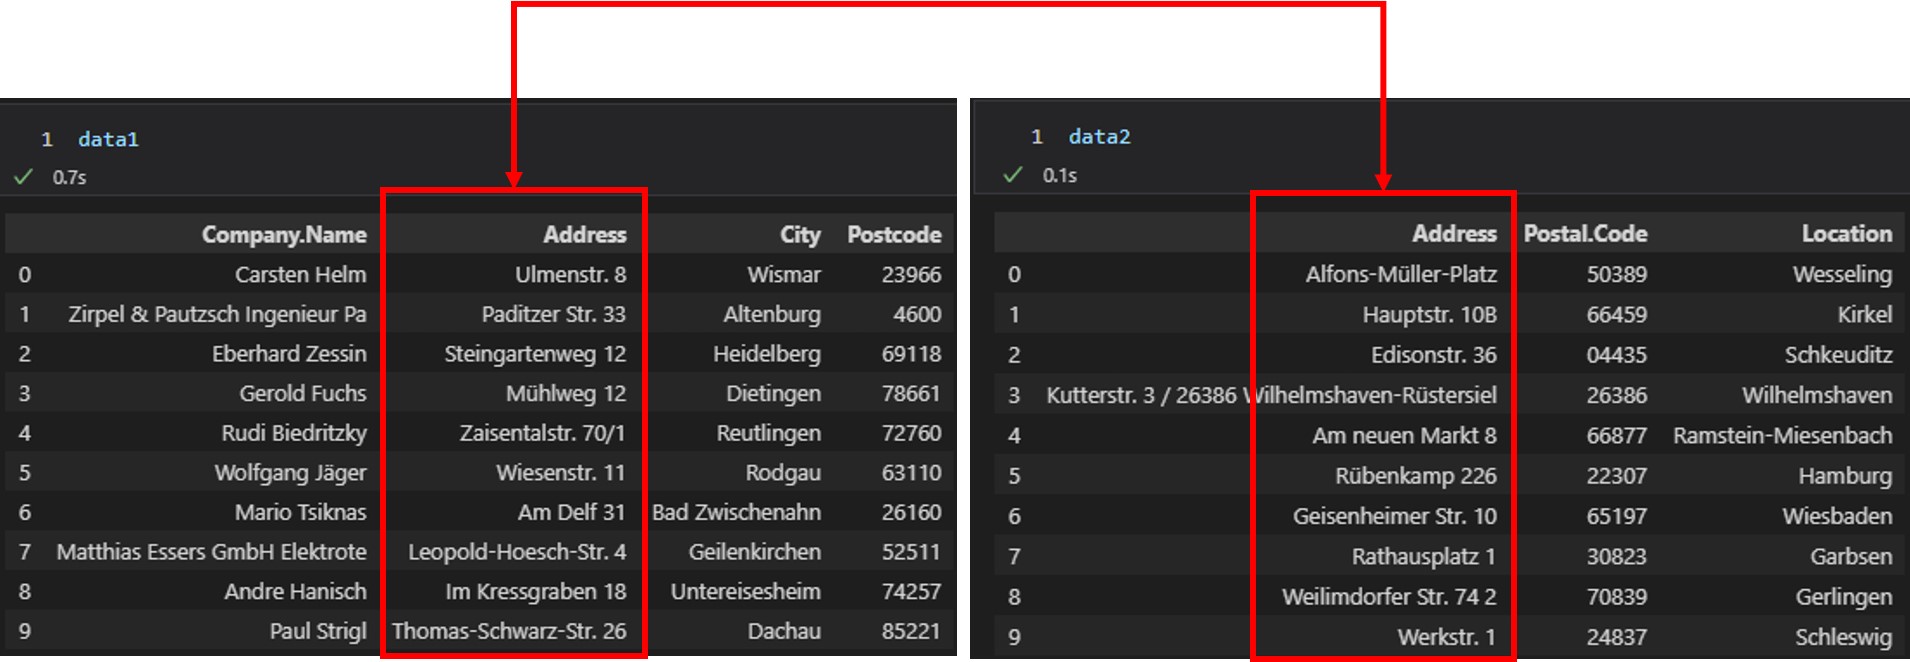 1 data1
0.7s
Company.Name Address City Postcode
0 Carsten Helm Ulmenstr. 8 Wismar 23966
1 Zirpel & Pautzsch Ingenieur Pa Paditzer Str. 33 Altenburg 4600
2 Eberhard Zessin Steingartenweg 12 Heidelberg 69118
3 Gerold Fuchs Mühlweg 12 Dietingen 78661
4 Rudi Biedritzky Zaisentalstr. 70/1 Reutlingen 72760
5 Wolfgang Jäger Wiesenstr. 11 Rodgau 63110
6 Mario Tsiknas Am Delf 31 Bad Zwischenahn 26160
7 Matthias Essers GmbH Elektrote Leopold-Hoesch-Str. 4 Geilenkirchen 52511
8 Andre Hanisch Im Kressgraben 18 Untereisesheim 74257
9 Paul Strigl Thomas-Schwarz-Str. 26 Dachau 85221
1 data2
0.1s
Address Postal.Code Location
0 Alfons-Müller-Platz 50389 Wesseling
1 Hauptstr. 10B 66459 Kirkel
2 Edisonstr. 36 04435 Schkeuditz
3 Kutterstr. 3 / 26386 Wilhelmshaven-Rüstersiel 26386 Wilhelmshaven
4 Am neuen Markt 8 66877 Ramstein-Miesenbach
5 Rübenkamp 226 22307 Hamburg
6 Geisenheimer Str. 10 65197 Wiesbaden
7 Rathausplatz 1 30823 Garbsen
8 Weilimdorfer Str. 74 2 70839 Gerlingen
9 Werkstr. 1 24837 Schleswig